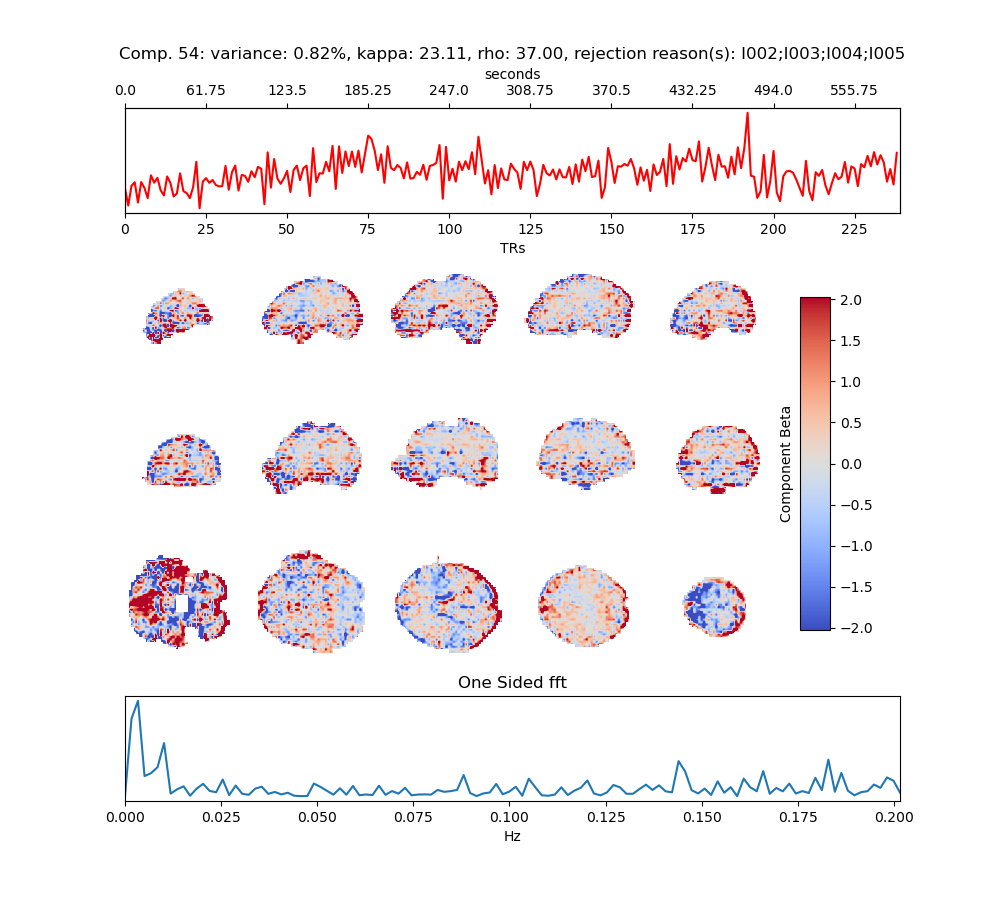 Comp. 54: variance: 0.82%, kappa: 23.11, rho: 37.00, rejection reason(s): I002;I003;I004;I005
seconds
0.0 61.75 123.5 185.25 247.0 308.75 370.5 432.25 494.0 555.75
0 25 50 75 100 125 150 175 200 225
TRs
2.0
1.5
1.0
0.5
0.0
−0.5
−1.0
−1.5
−2.0
Component Beta
One Sided fft
0.000 0.025 0.050 0.075 0.100 0.125 0.150 0.175 0.200
Hz